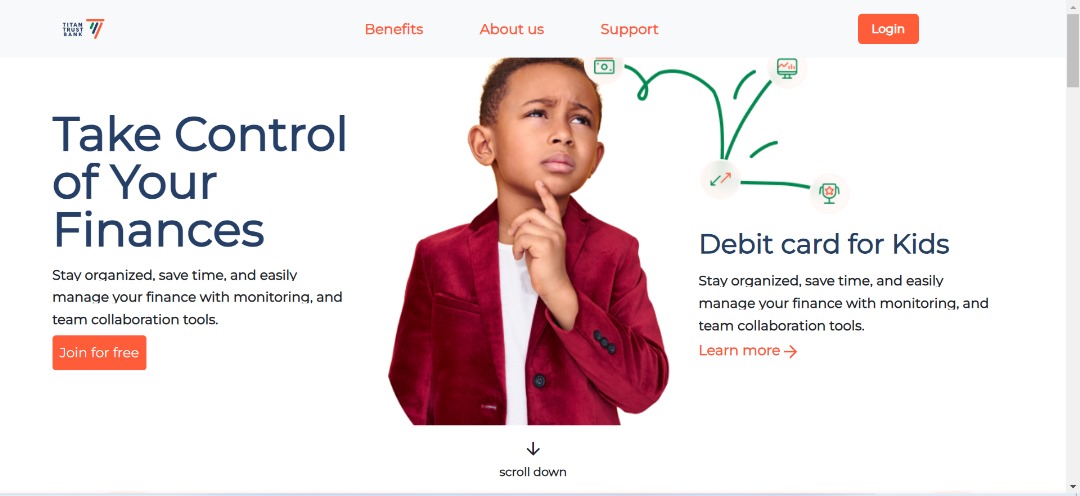 TITAN
TRUST
BANK
Benefits
About us
Support
Login
Take Control
of Your
Finances
Stay organized, save time, and easily
manage your finance with monitoring, and
team collaboration tools.
Join for free
Debit card for Kids
Stay organized, save time, and easily
manage your finance with monitoring, and
team collaboration tools.
Learn more
scroll down